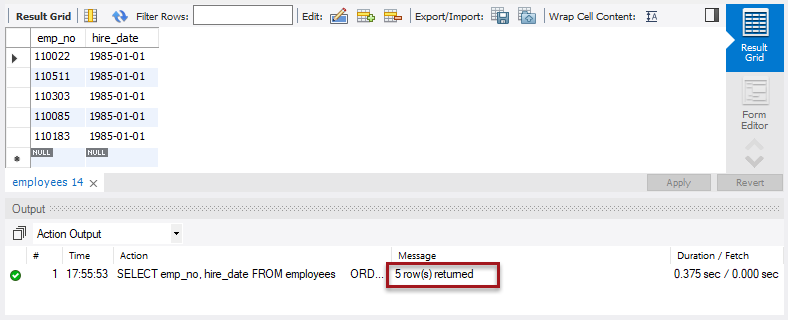 Result Grid Filter Rows: Edit: Export/Import: Wrap Cell Content: IA
emp_no hire_date
110022 1985-01-01
110511 1985-01-01
110303 1985-01-01
110085 1985-01-01
110183 1985-01-01
NULL NULL
Result
Grid
Form
Editor
employees 14 Apply Revert
Output
Action Output
# Time Action Message Duration / Fetch
1 17:55:53 SELECT emp_no, hire_date FROM employees ORD... 5 row(s) returned 0.375 sec / 0.000 sec